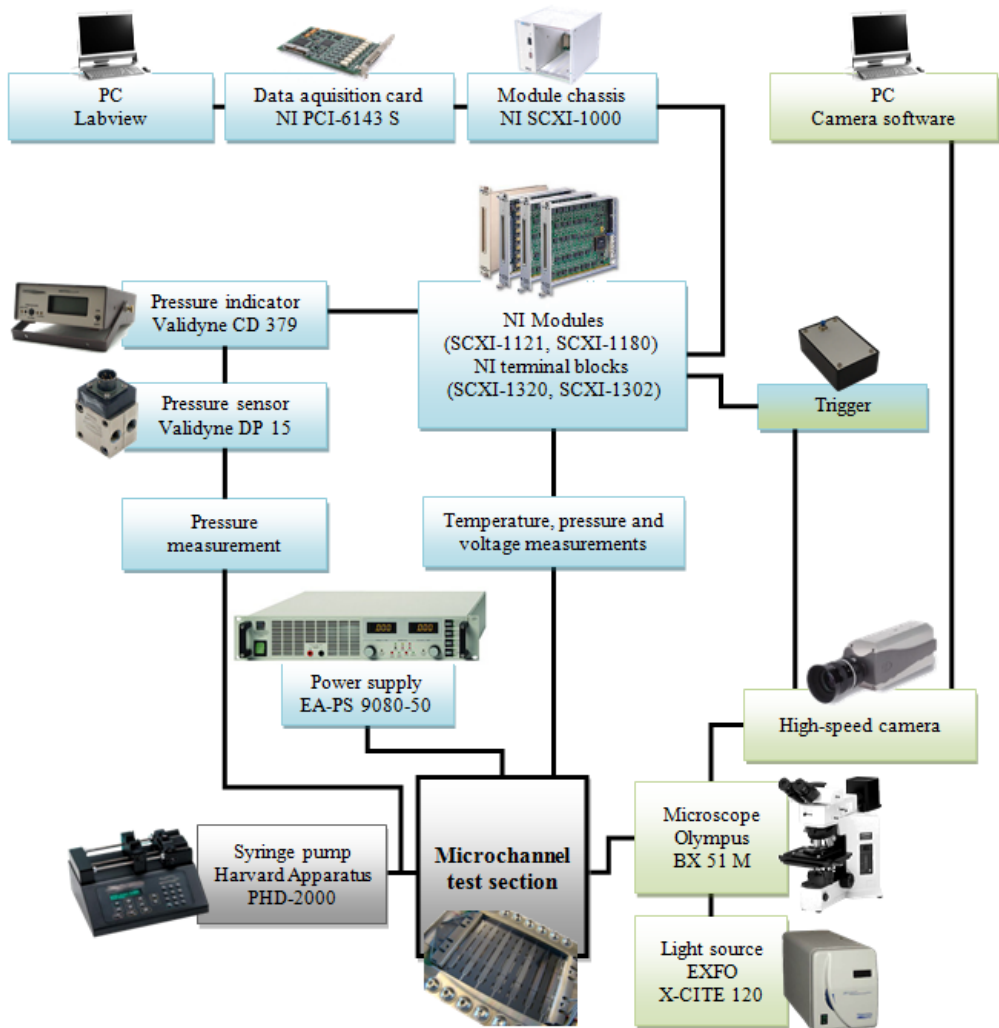 PC
Labview
Data aquisition card
NI PCI-6143 S
Module chassis
NI SCXI-1000
PC
Camera software
Pressure indicator
Validyne CD 379
NI Modules
(SCXI-1121, SCXI-1180)
NI terminal blocks
(SCXI-1320, SCXI-1302)
Trigger
Pressure sensor
Validyne DP 15
Pressure
measurement
Temperature, pressure and
voltage measurements
Power supply
EA-PS 9080-50
High-speed camera
Microscope
Olympus
BX 51 M
Syringe pump
Harvard Apparatus
PHD-2000
Microchannel
test section
Light source
EXFO
X-CITE 120